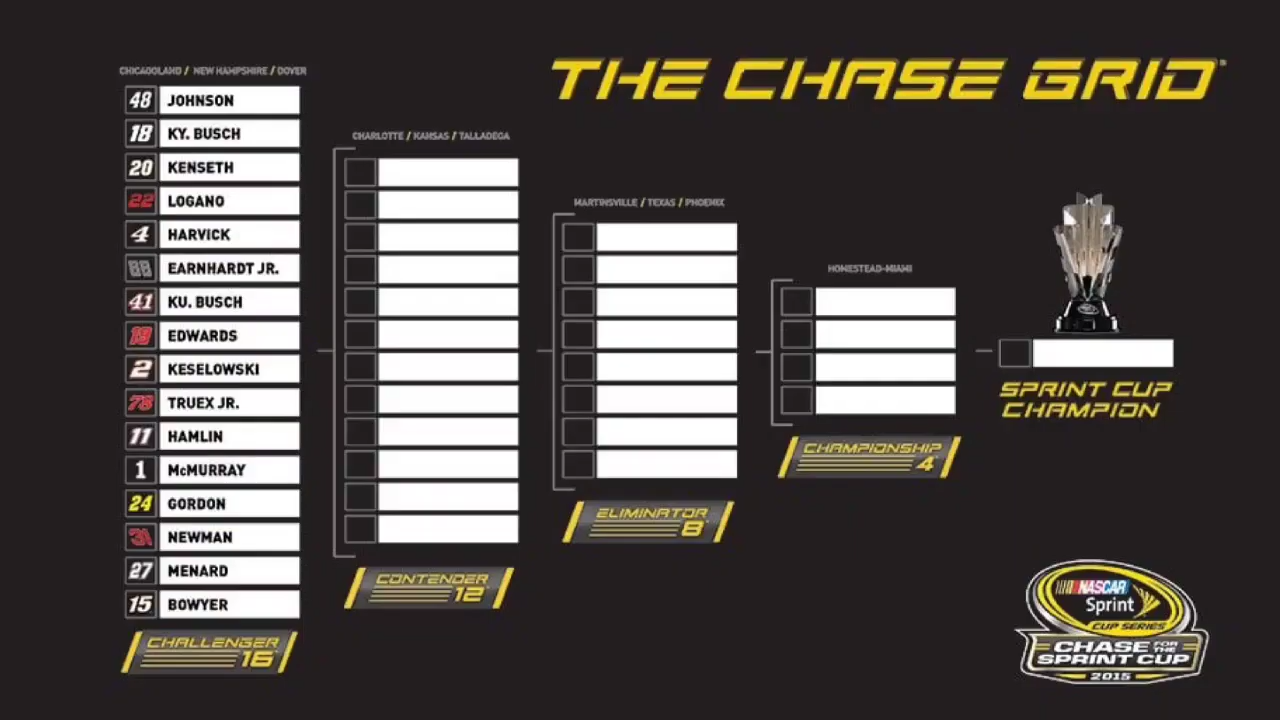 THE CHASE GRID
CHICAGOLAND / NEW HAMPSHIRE / DOVER
48 JOHNSON
18 KY. BUSCH
20 KENSETH
22 LOGANO
4 HARVICK
88 EARNHARDT JR.
41 KU. BUSCH
19 EDWARDS
2 KESELOWSKI
78 TRUEX JR.
11 HAMLIN
1 McMURRAY
24 GORDON
31 NEWMAN
27 MENARD
15 BOWYER
CHALLENGER
16
CHARLOTTE / KANSAS / TALLADEGA
CONTENDER
12
MARTINSVILLE / TEXAS / PHOENIX
ELIMINATOR
8
HOMESTEAD-MIAMI
CHAMPIONSHIP
4
SPRINT CUP
CHAMPION
NASCAR
Sprint
CUP SERIES
CHASE FOR THE
SPRINT CUP
2015